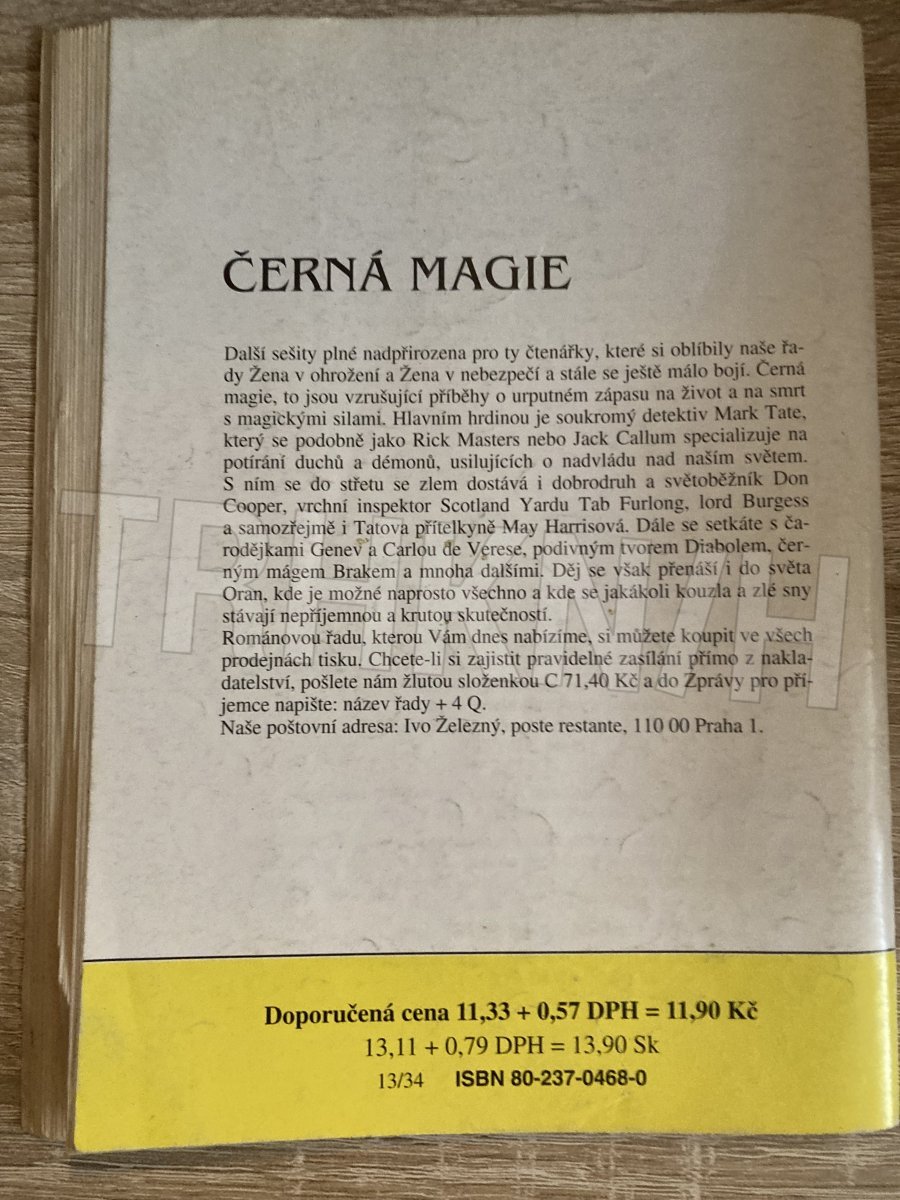 ČERNÁ MAGIE
Další sešity plné nadpřirozena pro ty čtenářky, které si oblíbily naše řa-
dy Žena v ohrožení a Žena v nebezpečí a stále se ještě málo bojí. Černá
magie, to jsou vzrušující příběhy o urputném zápasu na život a na smrt
s magickými silami. Hlavním hrdinou je soukromý detektiv Mark Tate,
který se podobně jako Rick Masters nebo Jack Callum specializuje na
potírání duchů a démonů, usilujících o nadvládu nad naším světem.
S ním se do střetu se zlem dostává i dobrodruh a světoběžník Don
Cooper, vrchní inspektor Scotland Yardu Tab Furlong, lord Burgess
a samozřejmě i Tatova přítelkyně May Harrisová. Dále se setkáte s ča-
rodějkami Genev a Carlou de Verese, podivným tvorem Diabolem, čer-
ným mágem Brakem a mnoha dalšími. Děj se však přenáší i do světa
Oran, kde je možné naprosto všechno a kde se jakákoli kouzla a zlé sny
stávají nepříjemnou a krutou skutečností.
Románovou řadu, kterou Vám dnes nabízíme, si můžete koupit ve všech
prodejnách tisku. Chcete-li si zajistit pravidelné zasílání přímo z nakla-
datelství, pošlete nám žlutou složenkou C 71,40 Kč a do Zprávy pro pří-
jemce napište: název řady + 4 Q.
Naše poštovní adresa: Ivo Železný, poste restante, 110 00 Praha 1.
TRHKNIH
Doporučená cena 11,33 + 0,57 DPH = 11,90 Kč
13,11 + 0,79 DPH = 13,90 Sk
13/34 ISBN 80-237-0468-0